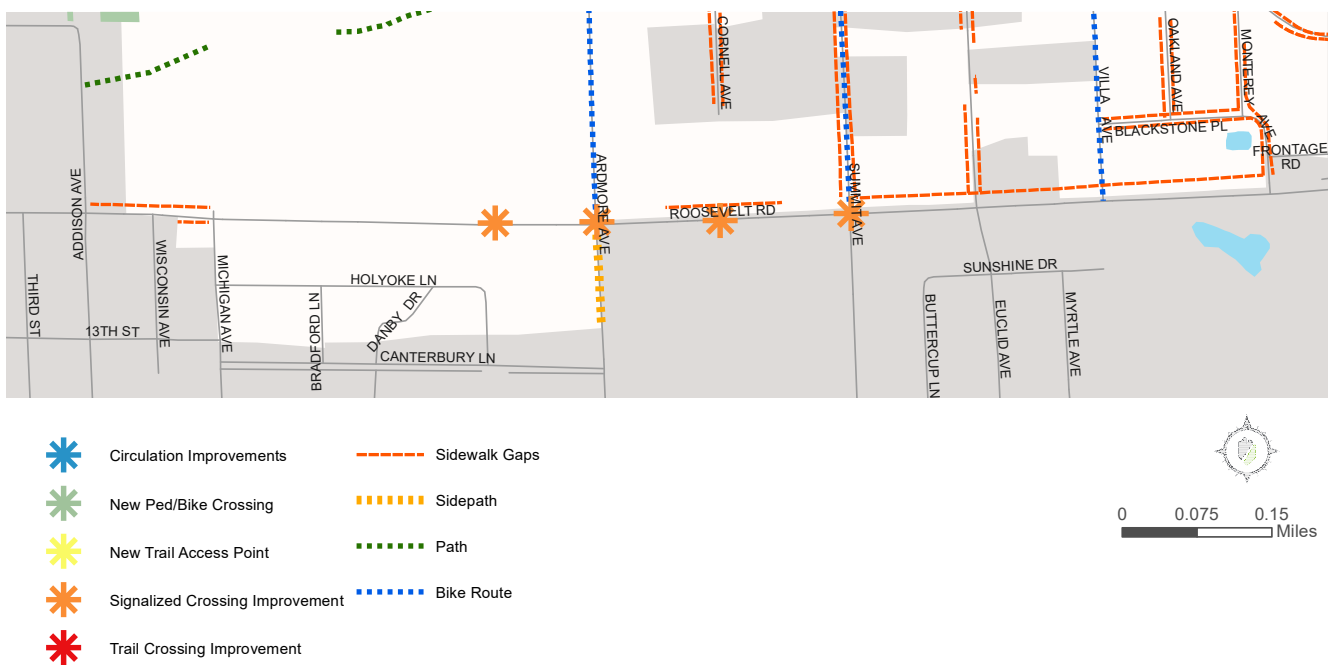 CORNELL AVE
OAKLAND AVE
MONTEREY AVE
VILLA AVE
BLACKSTONE PL
FRONTAGE
RD
ADDISON AVE
ARDMORE AVE
SUMMIT AVE
ROOSEVELT RD
WISCONSIN AVE
MICHIGAN AVE
THIRD ST
HOLYOKE LN
SUNSHINE DR
BRADFORD LN
DANBY DR
BUTTERCUP LN
EUCLID AVE
MYRTLE AVE
13TH ST
CANTERBURY LN
Circulation Improvements
New Ped/Bike Crossing
New Trail Access Point
Signalized Crossing Improvement
Trail Crossing Improvement
Sidewalk Gaps
Sidepath
Path
Bike Route
0 0.075 0.15
Miles